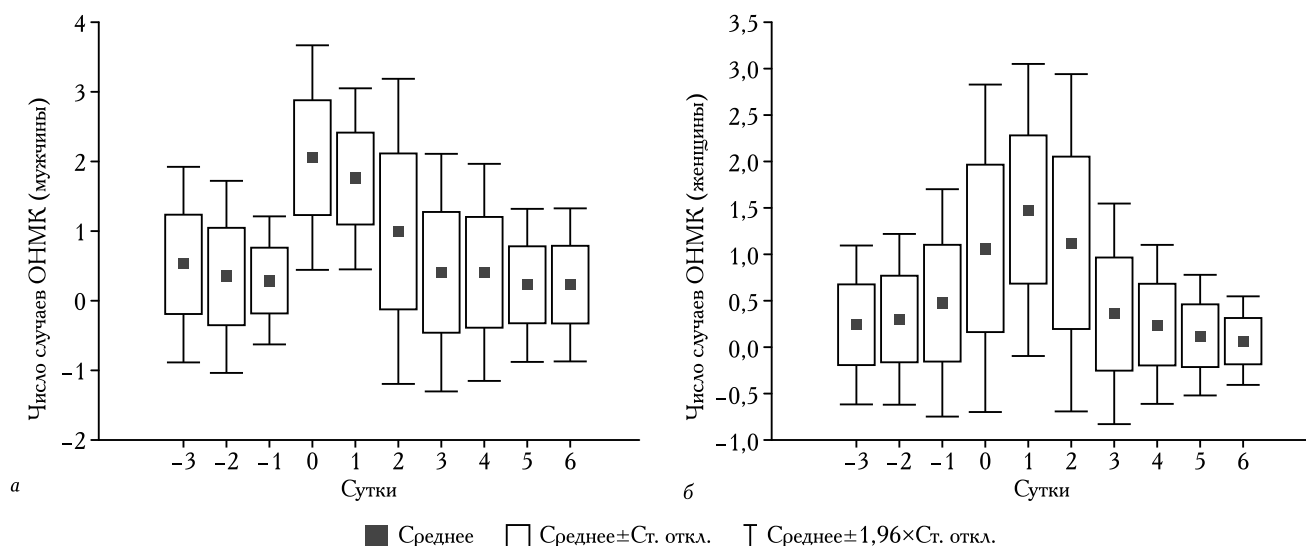 Число случаев ОНМК (мужчины)
4
3
2
1
0
−1
−2
−3 −2 −1 0 1 2 3 4 5 6
Сутки
а
Число случаев ОНМК (женщины)
3,5
3,0
2,5
2,0
1,5
1,0
0,5
0,0
−0,5
−1,0
−3 −2 −1 0 1 2 3 4 5 6
Сутки
б
Среднее Среднее±Ст. откл. Среднее±1,96×Ст. откл.